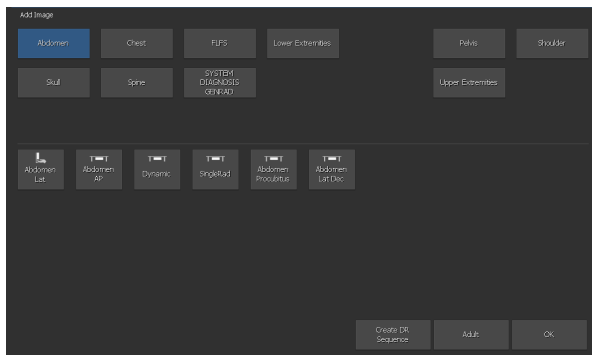 Add Image
Abdomen
Chest
FLFS
Lower Extremities
Pelvis
Shoulder
Skull
Spine
SYSTEM
DIAGNOSIS
GENRAD
Upper Extremities
Abdomen
Lat
Abdomen
AP
Dynamic
SingleRad
Abdomen
Procubitus
Abdomen
Lat Dec
Create DR
Sequence
Adult
OK